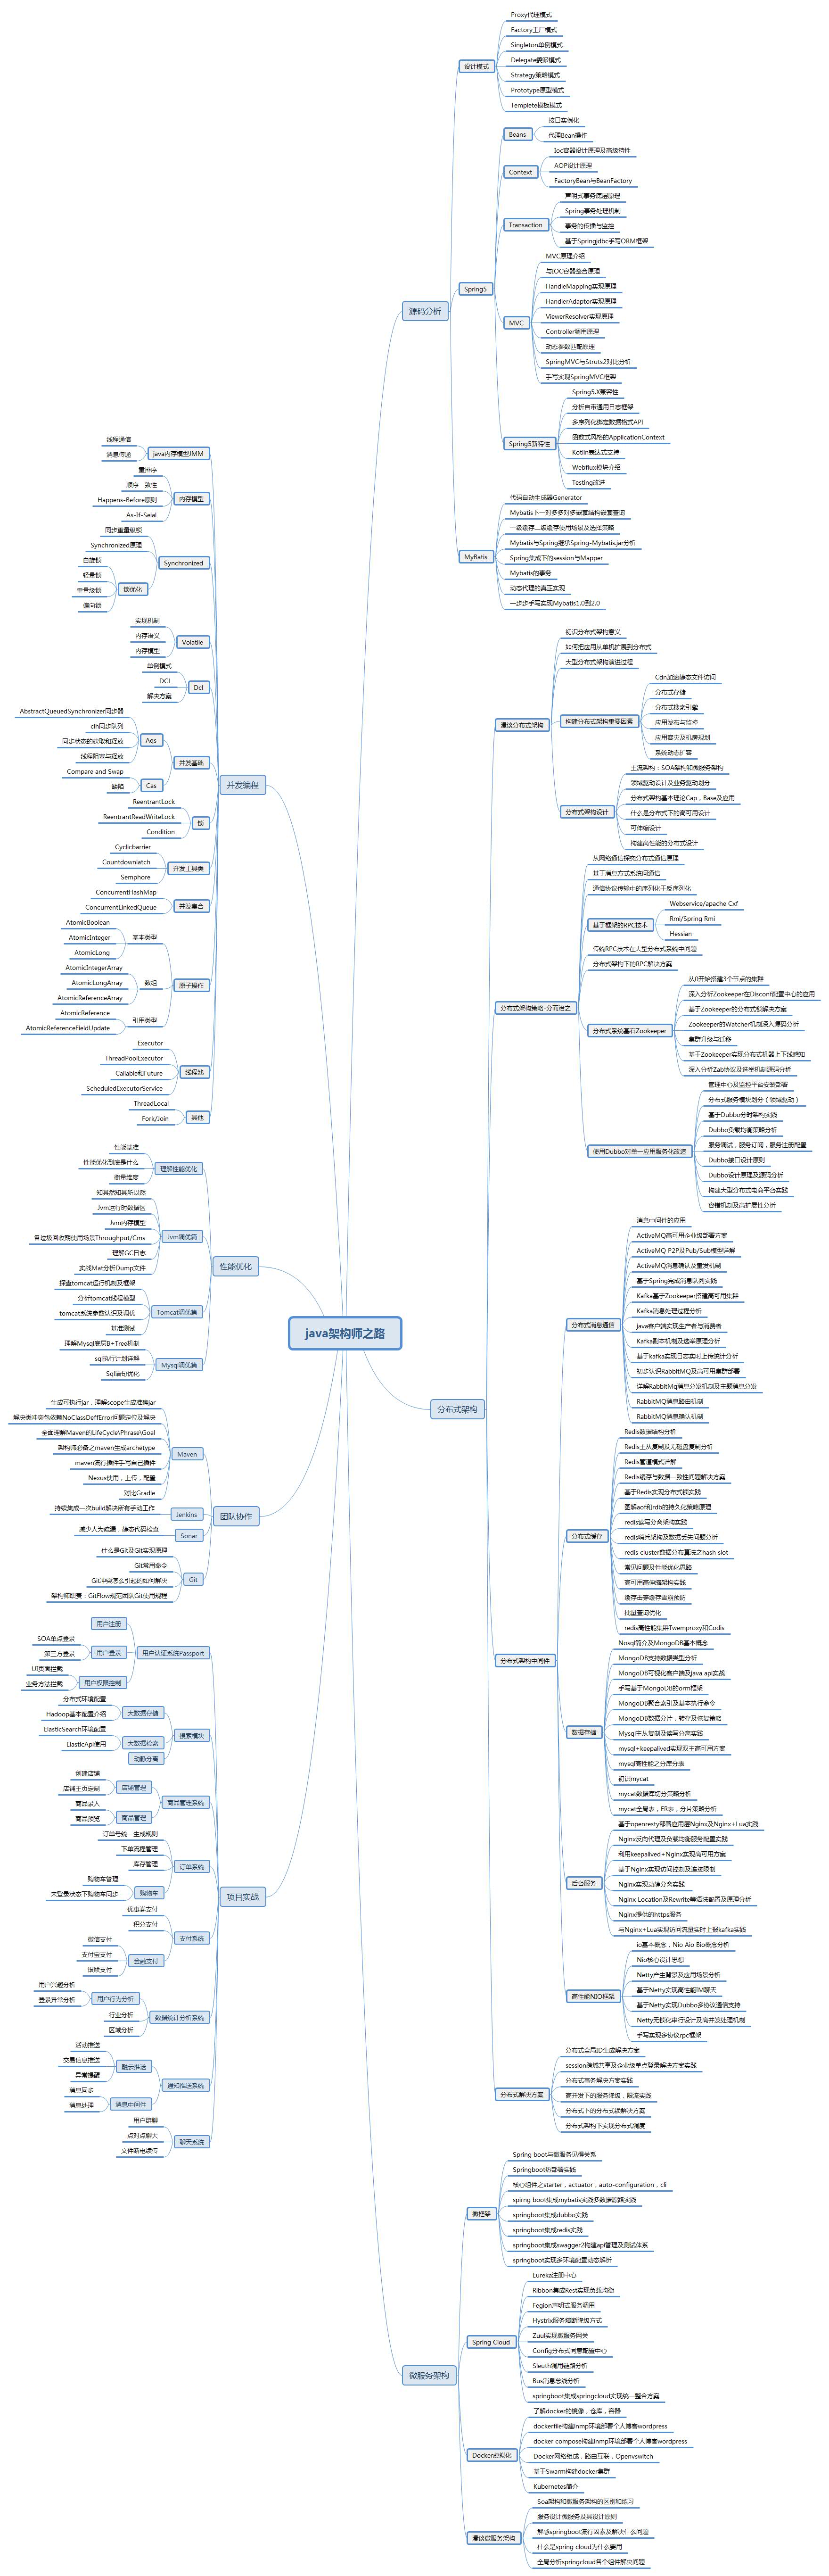 java架构师之路
源码分析
设计模式
Proxy代理模式
Factory工厂模式
Singleton单例模式
Delegate委派模式
Strategy策略模式
Prototype原型模式
Templete模板模式
Spring5
Beans
接口实例化
代理Bean操作
Context
Ioc容器设计原理及高级特性
AOP设计原理
FactoryBean与BeanFactory
Transaction
声明式事务底层原理
Spring事务处理机制
事务的传播与监控
基于Springjdbc手写ORM框架
MVC
MVC原理介绍
与IOC容器整合原理
HandleMapping实现原理
HandlerAdaptor实现原理
ViewerResolver实现原理
Controller调用原理
动态参数匹配原理
SpringMVC与Struts2对比分析
手写实现SpringMVC框架
Spring5新特性
Spring5.X兼容性
分析自带通用日志框架
多序列化绑定数据格式API
函数式风格的ApplicationContext
Kotlin表达式支持
Webflux模块介绍
Testing改进
MyBatis
代码自动生成器Generator
Mybatis下一对多多对多嵌套结构嵌套查询
一级缓存二级缓存使用场景及选择策略
Mybatis与Spring继承Spring-Mybatis.jar分析
Spring集成下的session与Mapper
Mybatis的事务
动态代理的真正实现
一步步手写实现Mybatis1.0到2.0
分布式架构
漫谈分布式架构
初识分布式架构意义
如何把应用从单机扩展到分布式
大型分布式架构演进过程
构建分布式架构重要因素
Cdn加速静态文件访问
分布式存储
分布式搜索引擎
应用发布与监控
应用容灾及机房规划
系统动态扩容
分布式架构设计
主流架构：SOA架构和微服务架构
领域驱动设计及业务驱动划分
分布式架构基本理论Cap，Base及应用
什么是分布式下的高可用设计
可伸缩设计
构建高性能的分布式设计
分布式架构策略-分而治之
从网络通信探究分布式通信原理
基于消息方式系统间通信
通信协议传输中的序列化于反序列化
基于框架的RPC技术
Webservice/apache Cxf
Rmi/Spring Rmi
Hessian
传统RPC技术在大型分布式系统中问题
分布式架构下的RPC解决方案
分布式系统基石Zookeeper
从0开始搭建3个节点的集群
深入分析Zookeeper在Disconf配置中心的应用
基于Zookeeper的分布式锁解决方案
Zookeeper的Watcher机制深入源码分析
集群升级与迁移
基于Zookeeper实现分布式机器上下线感知
深入分析Zab协议及选举机制源码分析
使用Dubbo对单一应用服务化改造
管理中心及监控平台安装部署
分布式服务模块划分（领域驱动）
基于Dubbo分时架构实践
Dubbo负载均衡策略分析
服务调试，服务订阅，服务注册配置
Dubbo接口设计原则
Dubbo设计原理及源码分析
构建大型分布式电商平台实践
容错机制及高扩展性分析
分布式架构中间件
分布式消息通信
消息中间件的应用
ActiveMQ高可用企业级部署方案
ActiveMQ P2P及Pub/Sub模型详解
ActiveMQ消息确认及重发机制
基于Spring完成消息队列实践
Kafka基于Zookeeper搭建高可用集群
Kafka消息处理过程分析
java客户端实现生产者与消费者
Kafka副本机制及选举原理分析
基于kafka实现日志实时上传统计分析
初步认识RabbitMQ及高可用集群部署
详解RabbitMq消息分发机制及主题消息分发
RabbitMQ消息路由机制
RabbitMQ消息确认机制
分布式缓存
Redis数据结构分析
Redis主从复制及无磁盘复制分析
Redis管道模式详解
Redis缓存与数据一致性问题解决方案
基于Redis实现分布式锁实践
图解aof和rdb的持久化策略原理
redis读写分离架构实践
redis哨兵架构及数据丢失问题分析
redis cluster数据分布算法之hash slot
常见问题及性能优化思路
高可用高伸缩架构实践
缓存击穿缓存雪崩预防
批量查询优化
redis高性能集群Twemproxy和Codis
数据存储
Nosql简介及MongoDB基本概念
MongoDB支持数据类型分析
MongoDB可视化客户端及java api实战
手写基于MongoDB的orm框架
MongoDB聚合索引及基本执行命令
MongoDB数据分片，转存及恢复策略
Mysql主从复制及读写分离实践
mysql+keepalived实现双主高可用方案
mysql高性能之分库分表
初识mycat
mycat数据库切分策略分析
mycat全局表，ER表，分片策略分析
后台服务
基于openresty部署应用层Nginx及Nginx+Lua实践
Nginx反向代理及负载均衡服务配置实践
利用keepalived+Nginx实现高可用方案
基于Nginx实现访问控制及连接限制
Nginx实现动静分离实践
Nginx Location及Rewrite等语法配置及原理分析
Nginx提供的https服务
与Nginx+Lua实现访问流量实时上报kafka实践
高性能NIO框架
io基本概念，Nio Aio Bio概念分析
Nio核心设计思想
Netty产生背景及应用场景分析
基于Netty实现高性能IM聊天
基于Netty实现Dubbo多协议通信支持
Netty无锁化串行设计及高并发处理机制
手写实现多协议rpc框架
分布式解决方案
分布式全局ID生成解决方案
session跨域共享及企业级单点登录解决方案实践
分布式事务解决方案实践
高并发下的服务降级，限流实践
分布式下的分布式锁解决方案
分布式架构下实现分布式调度
微服务架构
微框架
Spring boot与微服务见得关系
Springboot热部署实践
核心组件之starter，actuator，auto-configuration，cli
spirng boot集成mybatis实践多数据源路实践
springboot集成dubbo实践
springboot集成redis实践
springboot集成swagger2构建api管理及测试体系
springboot实现多环境配置动态解析
Spring Cloud
Eureka注册中心
Ribbon集成Rest实现负载均衡
Fegion声明式服务调用
Hystrix服务熔断降级方式
Zuul实现微服务网关
Config分布式同意配置中心
Sleuth调用链路分析
Bus消息总线分析
springboot集成springcloud实现统一整合方案
Docker虚拟化
了解docker的镜像，仓库，容器
dockerfile构建lnmp环境部署个人博客wordpress
docker compose构建lnmp环境部署个人博客wordpress
Docker网络组成，路由互联，Openvswitch
基于Swarm构建docker集群
Kubernetes简介
漫谈微服务架构
Soa架构和微服务架构的区别和练习
服务设计微服务及其设计原则
解惑springboot流行因素及解决什么问题
什么是spring cloud为什么要用
全局分析springcloud各个组件解决问题
并发编程
java内存模型JMM
线程通信
消息传递
内存模型
重排序
顺序一致性
Happens-Before原则
As-If-Seial
Synchronized
同步重量级锁
Synchronized原理
锁优化
自旋锁
轻量锁
重量级锁
偏向锁
Volatile
实现机制
内存语义
内存模型
Dcl
单例模式
DCL
解决方案
并发基础
Aqs
AbstractQueuedSynchronizer同步器
clh同步队列
同步状态的获取和释放
线程阻塞与释放
Cas
Compare and Swap
缺陷
锁
ReentrantLock
ReentrantReadWriteLock
Condition
并发工具类
Cyclicbarrier
Countdownlatch
Semphore
并发集合
ConcurrentHashMap
ConcurrentLinkedQueue
原子操作
基本类型
AtomicBoolean
AtomicInteger
AtomicLong
数组
AtomicIntegerArray
AtomicLongArray
AtomicReferenceArray
引用类型
AtomicReference
AtomicReferenceFieldUpdate
线程池
Executor
ThreadPoolExecutor
Callable和Future
ScheduledExecutorService
其他
ThreadLocal
Fork/Join
性能优化
理解性能优化
性能基准
性能优化到底是什么
衡量维度
Jvm调优篇
知其然知其所以然
Jvm运行时数据区
Jvm内存模型
各垃圾回收期使用场景Throughput/Cms
理解GC日志
实战Mat分析Dump文件
Tomcat调优篇
探查tomcat运行机制及框架
分析tomcat线程模型
tomcat系统参数认识及调优
基准测试
Mysql调优篇
理解Mysql底层B+Tree机制
sql执行计划详解
Sql语句优化
团队协作
Maven
生成可执行jar，理解scope生成准确jar
解决类冲突包依赖NoClassDeffError问题定位及解决
全面理解Maven的LifeCycle\Phrase\Goal
架构师必备之maven生成archetype
maven流行插件手写自己插件
Nexus使用，上传，配置
对比Gradle
Jenkins
持续集成一次build解决所有手动工作
Sonar
减少人为疏漏，静态代码检查
Git
什么是Git及Git实现原理
Git常用命令
Git冲突怎么引起的如何解决
架构师职责：GitFlow规范团队Git使用规程
项目实战
用户认证系统Passport
用户注册
用户登录
SOA单点登录
第三方登录
用户权限控制
UI页面拦截
业务方法拦截
搜索模块
大数据存储
分布式环境配置
Hadoop基本配置介绍
大数据检索
ElasticSearch环境配置
ElasticApi使用
动静分离
商品管理系统
店铺管理
创建店铺
店铺主页定制
商品管理
商品录入
商品预览
订单系统
订单号统一生成规则
下单流程管理
库存管理
购物车
购物车管理
未登录状态下购物车同步
支付系统
优惠券支付
积分支付
金融支付
微信支付
支付宝支付
银联支付
数据统计分析系统
用户行为分析
用户兴趣分析
登录异常分析
行业分析
区域分析
通知推送系统
融云推送
活动推送
交易信息推送
异常提醒
消息中间件
消息同步
消息处理
聊天系统
用户群聊
点对点聊天
文件断电续传